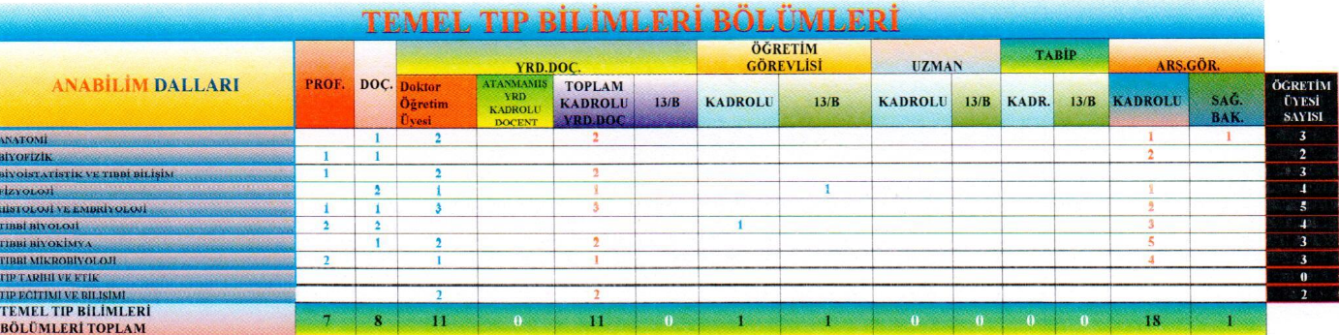 TEMEL TIP BİLİMLERİ BÖLÜMLERİ
ANABİLİM DALLARI PROF. DOÇ. YRD.DOÇ. ÖĞRETİM GÖREVLİSİ UZMAN TABİP ARŞ.GÖR. ÖĞRETİM ÜYESİ SAYISI
Doktor Öğretim Üyesi ATANMAMIŞ YRD KADROLU DOCENT TOPLAM KADROLU YRD.DOÇ 13/B KADROLU 13/B KADROLU 13/B KADR. 13/B KADROLU SAĞ. BAK.
ANATOMİ 1 2 2 1 1 3
BİYOFİZİK 1 1 2 2
BİYOİSTATİSTİK VE TIBBİ BİLİŞİM 1 2 2 3
FİZYOLOJİ 2 1 1 1 1 4
HİSTOLOJİ VE EMBRİYOLOJİ 1 1 3 3 2 5
TIBBİ BİYOLOJİ 2 2 1 3 4
TIBBİ BİYOKİMYA 1 2 2 5 3
TIBBİ MİKROBİYOLOJİ 2 1 1 4 3
TIP TARİHİ VE ETİK 0
TIP EĞİTİMİ VE BİLİŞİMİ 2 2 2
TEMEL TIP BİLİMLERİ BÖLÜMLERİ TOPLAM 7 8 11 0 11 0 1 1 0 0 0 0 18 1